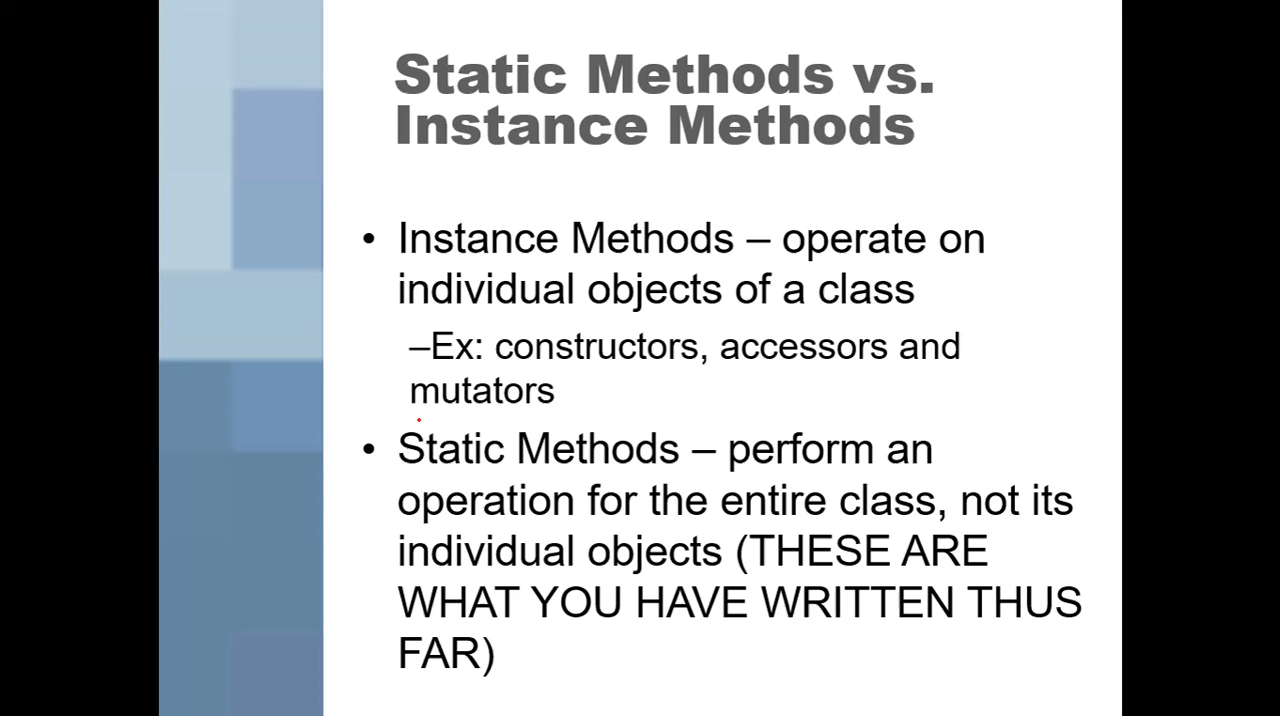 Static Methods vs.
Instance Methods
• Instance Methods – operate on
individual objects of a class
–Ex: constructors, accessors and
mutators
• Static Methods – perform an
operation for the entire class, not its
individual objects (THESE ARE
WHAT YOU HAVE WRITTEN THUS
FAR)